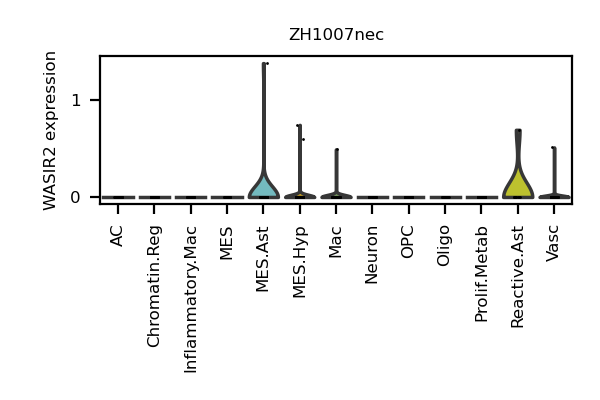 ZH1007nec
WASIR2 expression
1
0
AC
Chromatin.Reg
Inflammatory.Mac
MES
MES.Ast
MES.Hyp
Mac
Neuron
OPC
Oligo
Prolif.Metab
Reactive.Ast
Vasc